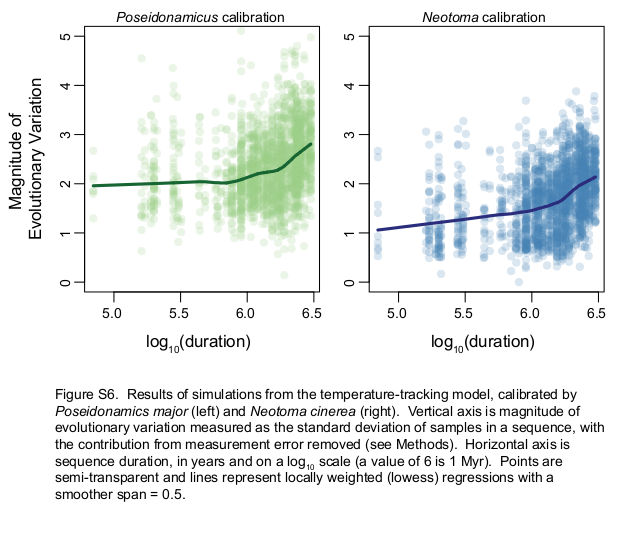 Poseidonamicus calibration
Neotoma calibration
Magnitude of
Evolutionary Variation
5
4
3
2
1
0
5.0 5.5 6.0 6.5
log10(duration)
5
4
3
2
1
0
5.0 5.5 6.0 6.5
log10(duration)
Figure S6. Results of simulations from the temperature-tracking model, calibrated by
Poseidonamics major (left) and Neotoma cinerea (right). Vertical axis is magnitude of
evolutionary variation measured as the standard deviation of samples in a sequence, with
the contribution from measurement error removed (see Methods). Horizontal axis is
sequence duration, in years and on a log10 scale (a value of 6 is 1 Myr). Points are
semi-transparent and lines represent locally weighted (lowess) regressions with a
smoother span = 0.5.